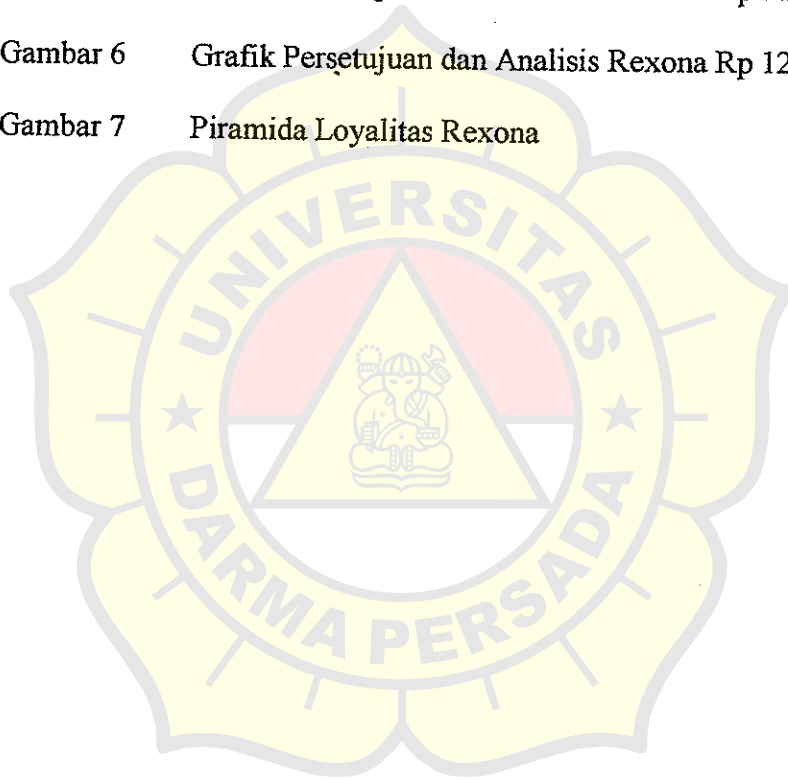 Gambar 6 Grafik Persetujuan dan Analisis Rexona Rp 12
Gambar 7 Piramida Loyalitas Rexona
UNIVERSITAS
DARMA PERSADA